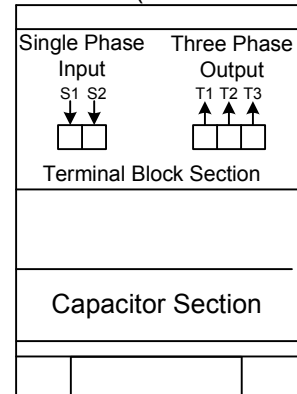 Single Phase Three Phase
Input Output
S1 S2 T1 T2 T3
Terminal Block Section
Capacitor Section